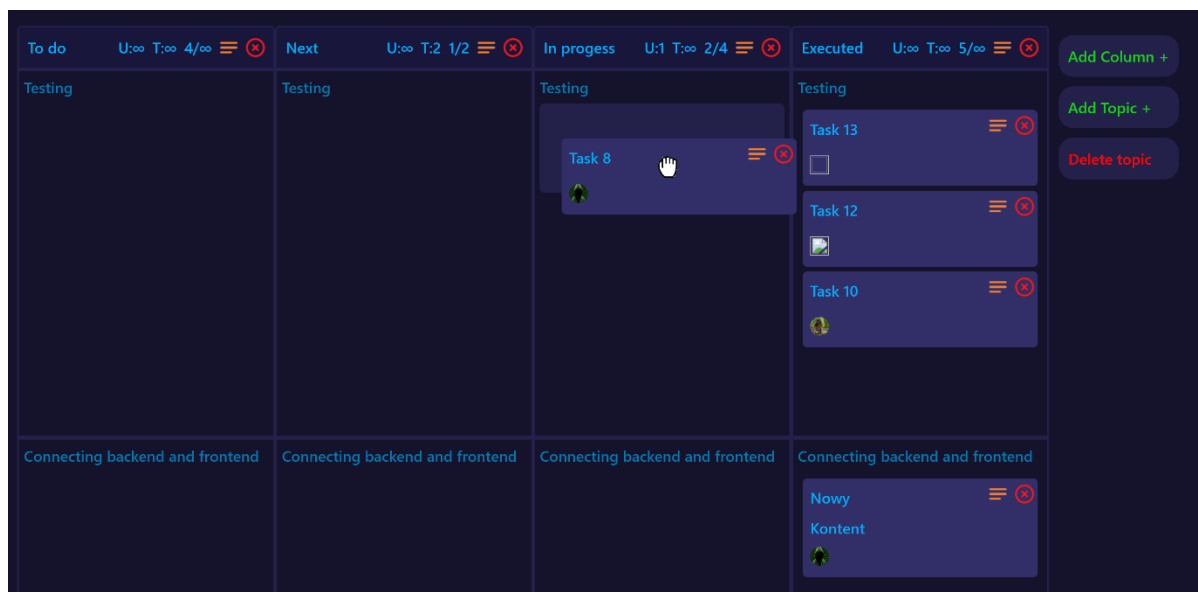 To do U:∞ T:∞ 4/∞
Next U:∞ T:2 1/2
In progess U:1 T:∞ 2/4
Executed U:∞ T:∞ 5/∞
Add Column +
Add Topic +
Delete topic
Testing
Testing
Testing
Testing
Task 8
Task 13
Task 12
Task 10
Connecting backend and frontend
Connecting backend and frontend
Connecting backend and frontend
Connecting backend and frontend
Nowy
Kontent